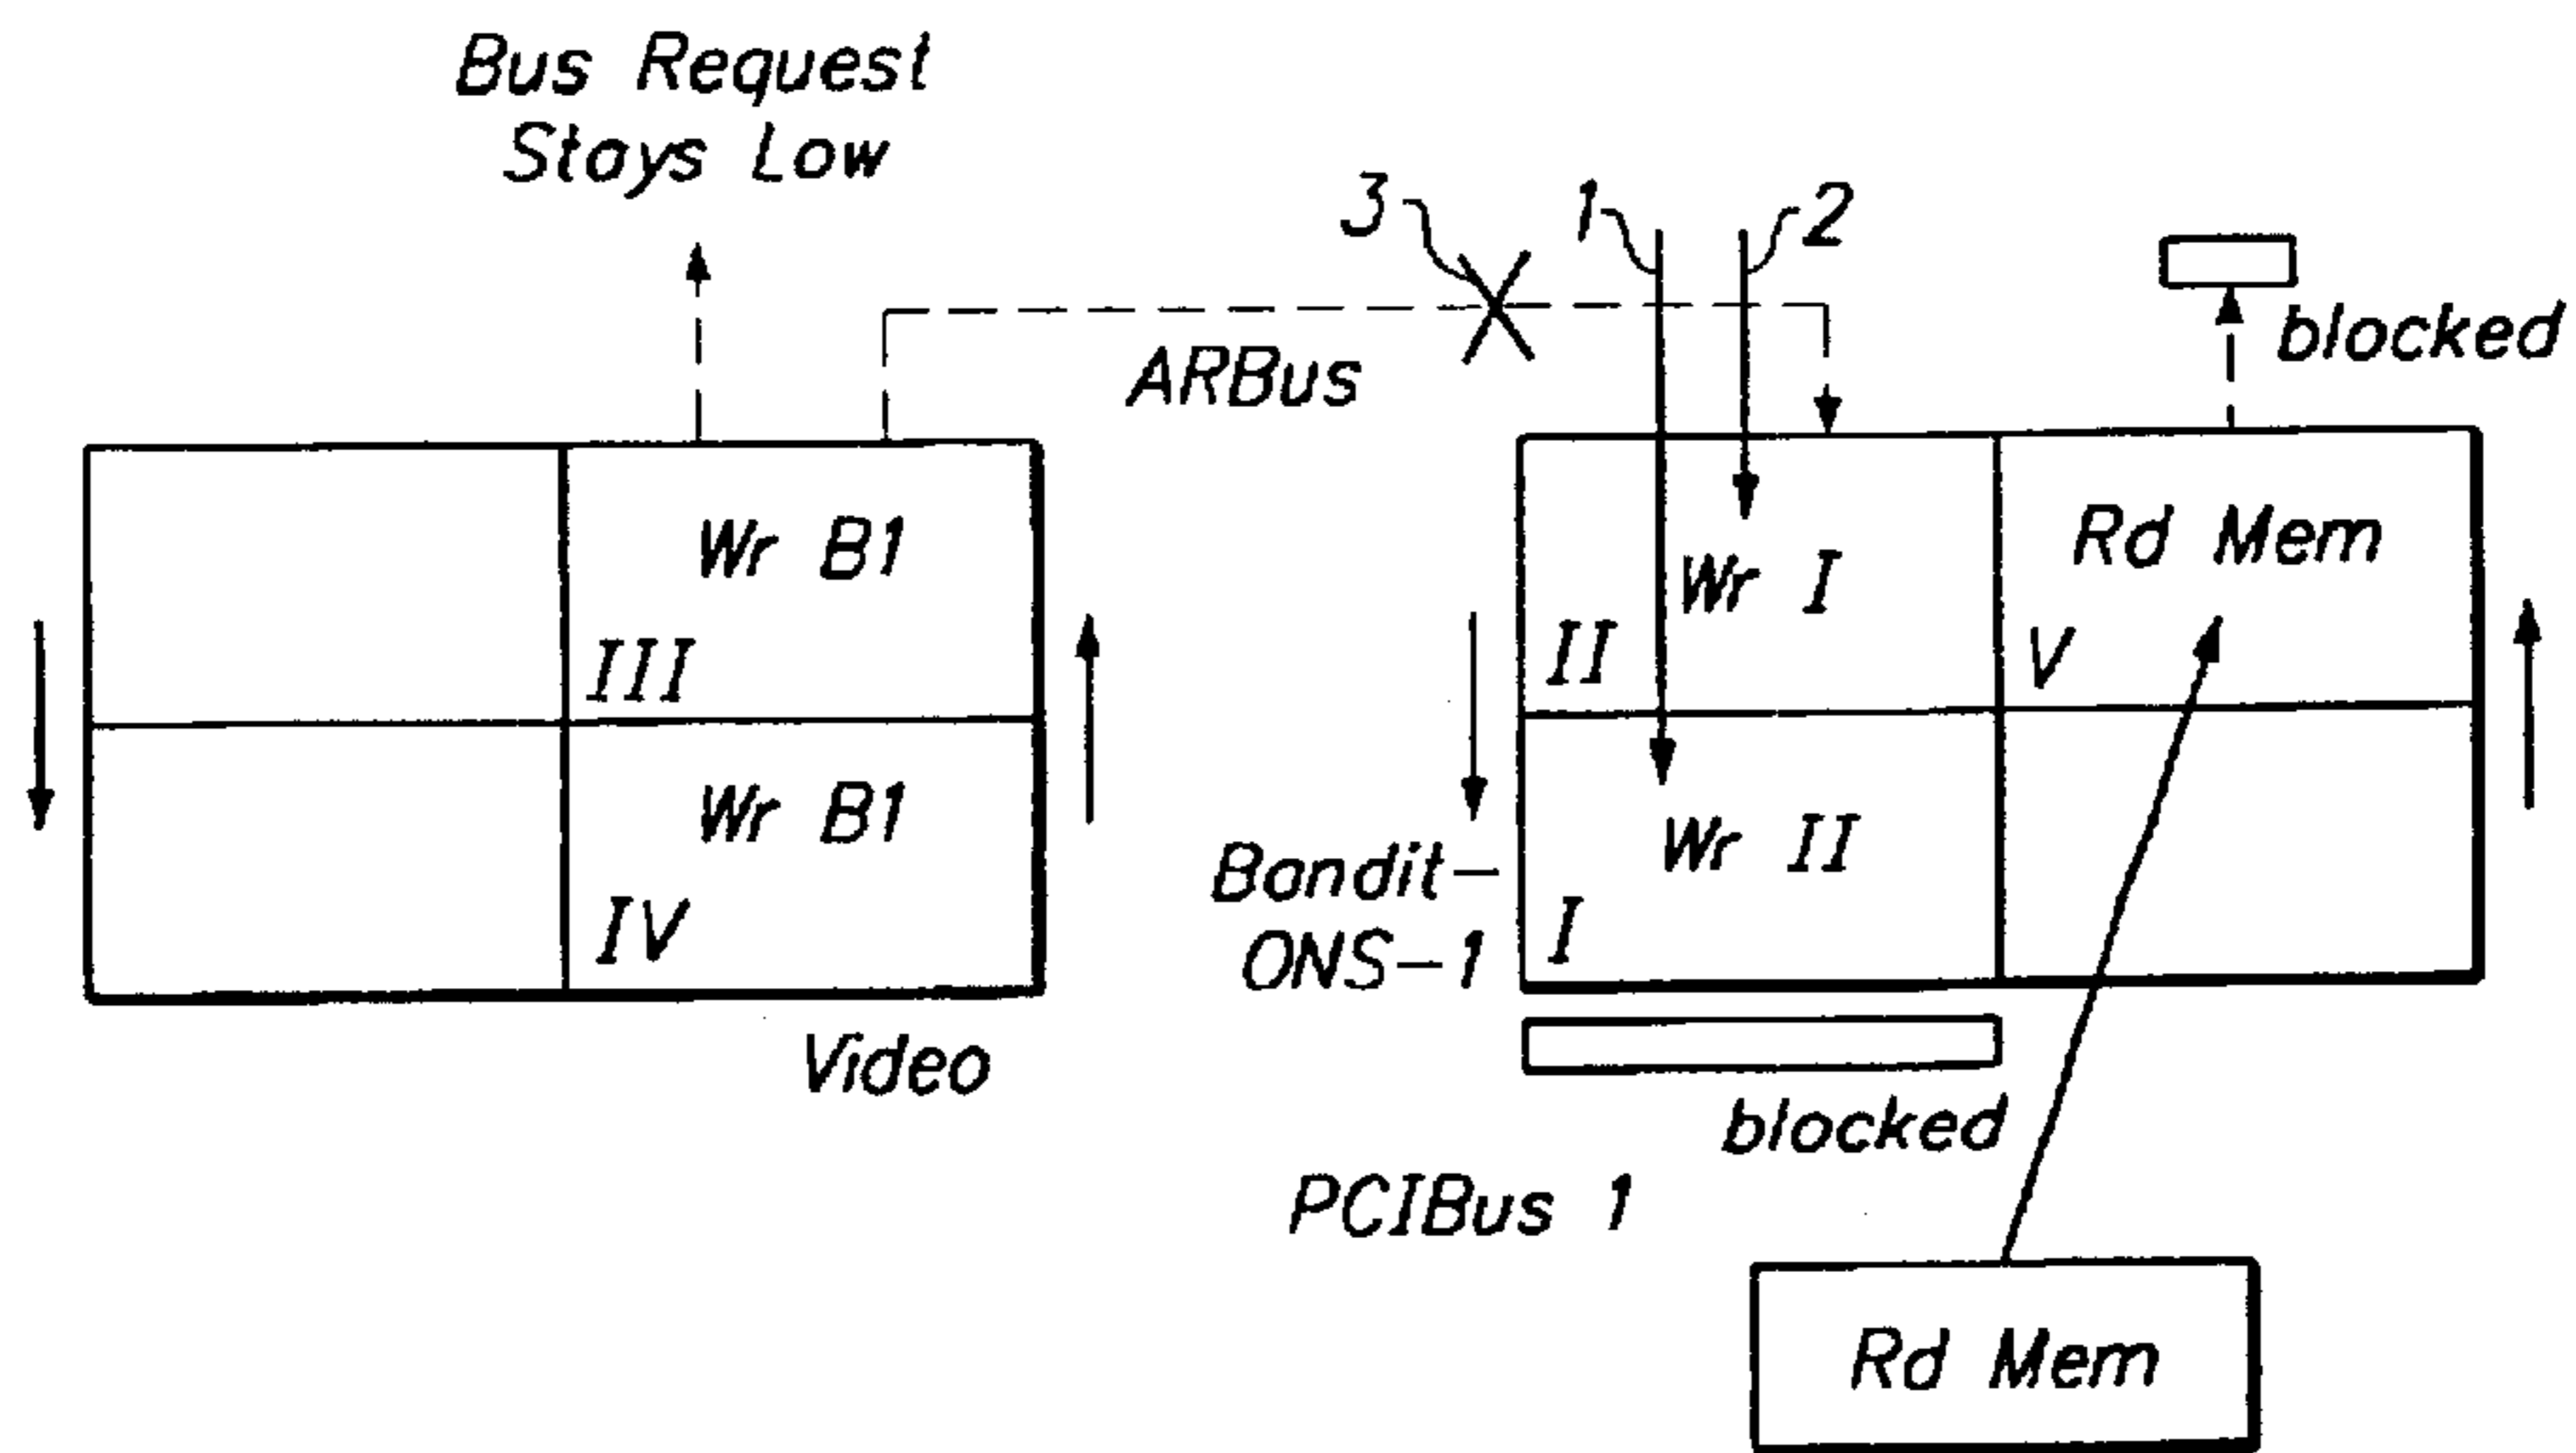 Bus Request
Stays Low
3
1
2
blocked
ARBus
Wr B1
III
Wr I
II
Rd Mem
V
Wr B1
IV
Wr II
I
Bandit-
ONS-1
Video
blocked
PCIBus 1
Rd Mem